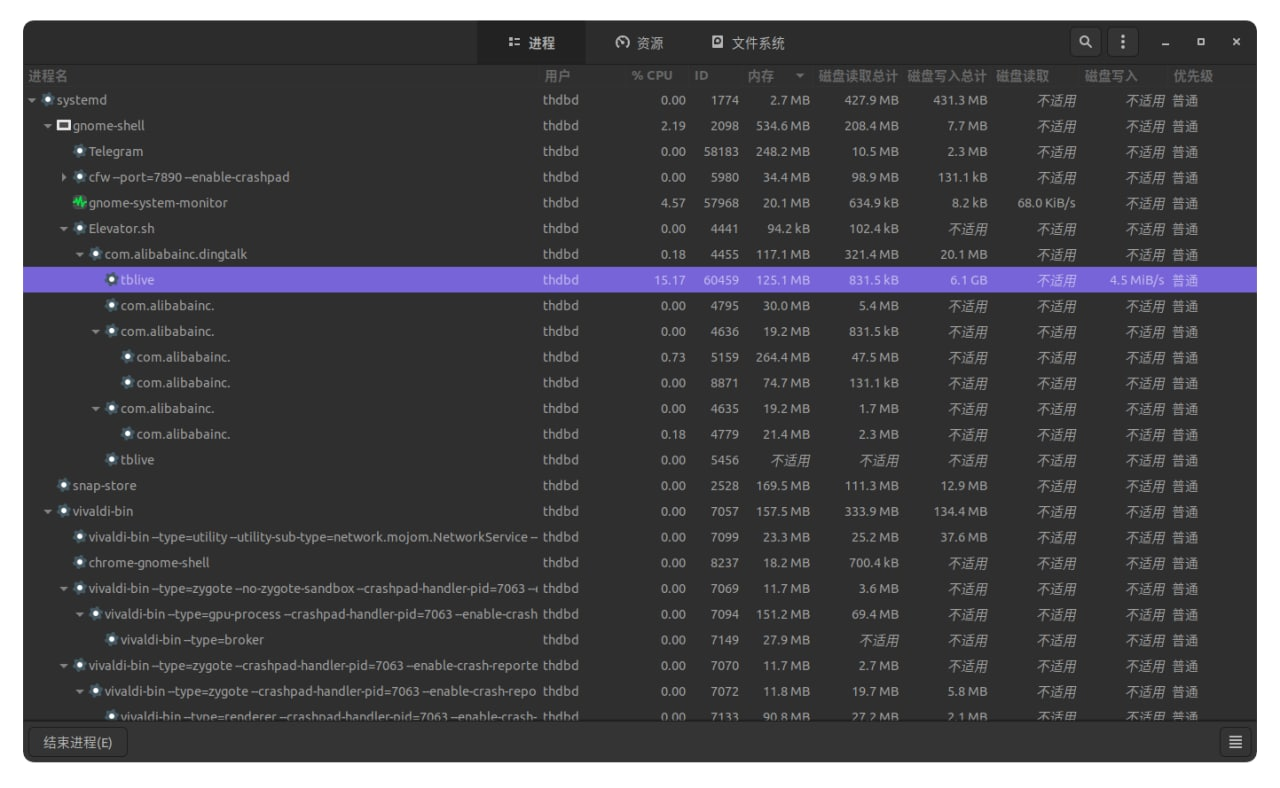 进程 资源 文件系统
进程名 用户 % CPU ID 内存 磁盘读取总计 磁盘写入总计 磁盘读取 磁盘写入 优先级
systemd thdbd 0.00 1774 2.7 MB 427.9 MB 431.3 MB 不适用 不适用 普通
gnome-shell thdbd 2.19 2098 534.6 MB 208.4 MB 7.7 MB 不适用 不适用 普通
Telegram thdbd 0.00 58183 248.2 MB 10.5 MB 2.3 MB 不适用 不适用 普通
cfw --port=7890 --enable-crashpad thdbd 0.00 5980 34.4 MB 98.9 MB 131.1 kB 不适用 不适用 普通
gnome-system-monitor thdbd 4.57 57968 20.1 MB 634.9 kB 8.2 kB 68.0 KiB/s 不适用 普通
Elevator.sh thdbd 0.00 4441 94.2 kB 102.4 kB 不适用 不适用 不适用 普通
com.alibabainc.dingtalk thdbd 0.18 4455 117.1 MB 321.4 MB 20.1 MB 不适用 不适用 普通
tblive thdbd 15.17 60459 125.1 MB 831.5 kB 6.1 GB 不适用 4.5 MiB/s 普通
com.alibabainc. thdbd 0.00 4795 30.0 MB 5.4 MB 不适用 不适用 不适用 普通
com.alibabainc. thdbd 0.00 4636 19.2 MB 831.5 kB 不适用 不适用 不适用 普通
com.alibabainc. thdbd 0.73 5159 264.4 MB 47.5 MB 不适用 不适用 不适用 普通
com.alibabainc. thdbd 0.00 8871 74.7 MB 131.1 kB 不适用 不适用 不适用 普通
com.alibabainc. thdbd 0.00 4635 19.2 MB 1.7 MB 不适用 不适用 不适用 普通
com.alibabainc. thdbd 0.18 4779 21.4 MB 2.3 MB 不适用 不适用 不适用 普通
tblive thdbd 0.00 5456 不适用 不适用 不适用 不适用 不适用 普通
snap-store thdbd 0.00 2528 169.5 MB 111.3 MB 12.9 MB 不适用 不适用 普通
vivaldi-bin thdbd 0.00 7057 157.5 MB 333.9 MB 134.4 MB 不适用 不适用 普通
vivaldi-bin --type=utility --utility-sub-type=network.mojom.NetworkService -- thdbd 0.00 7099 23.3 MB 25.2 MB 37.6 MB 不适用 不适用 普通
chrome-gnome-shell thdbd 0.00 8237 18.2 MB 700.4 kB 不适用 不适用 不适用 普通
vivaldi-bin --type=zygote --no-zygote-sandbox --crashpad-handler-pid=7063 -- thdbd 0.00 7069 11.7 MB 3.6 MB 不适用 不适用 不适用 普通
vivaldi-bin --type=gpu-process --crashpad-handler-pid=7063 --enable-crash thdbd 0.00 7094 151.2 MB 69.4 MB 不适用 不适用 不适用 普通
vivaldi-bin --type=broker thdbd 0.00 7149 27.9 MB 不适用 不适用 不适用 不适用 普通
vivaldi-bin --type=zygote --crashpad-handler-pid=7063 --enable-crash-reporte thdbd 0.00 7070 11.7 MB 2.7 MB 不适用 不适用 不适用 普通
vivaldi-bin --type=zygote --crashpad-handler-pid=7063 --enable-crash-repo thdbd 0.00 7072 11.8 MB 19.7 MB 5.8 MB 不适用 不适用 普通
vivaldi-bin --type=renderer --crashpad-handler-pid=7063 --enable-crash- thdbd 0.00 7133 90.8 MB 27.2 MB 2.1 MB 不适用 不适用 普通
结束进程(E)